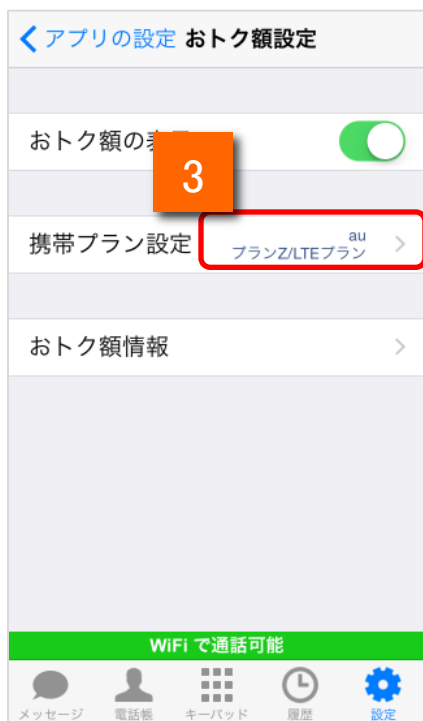 アプリの設定 おトク額設定
おトク額の表
3
携帯プラン設定
au
プランZ/LTEプラン
おトク額情報
WiFi で通話可能
メッセージ 電話帳 キーパッド 履歴 設定